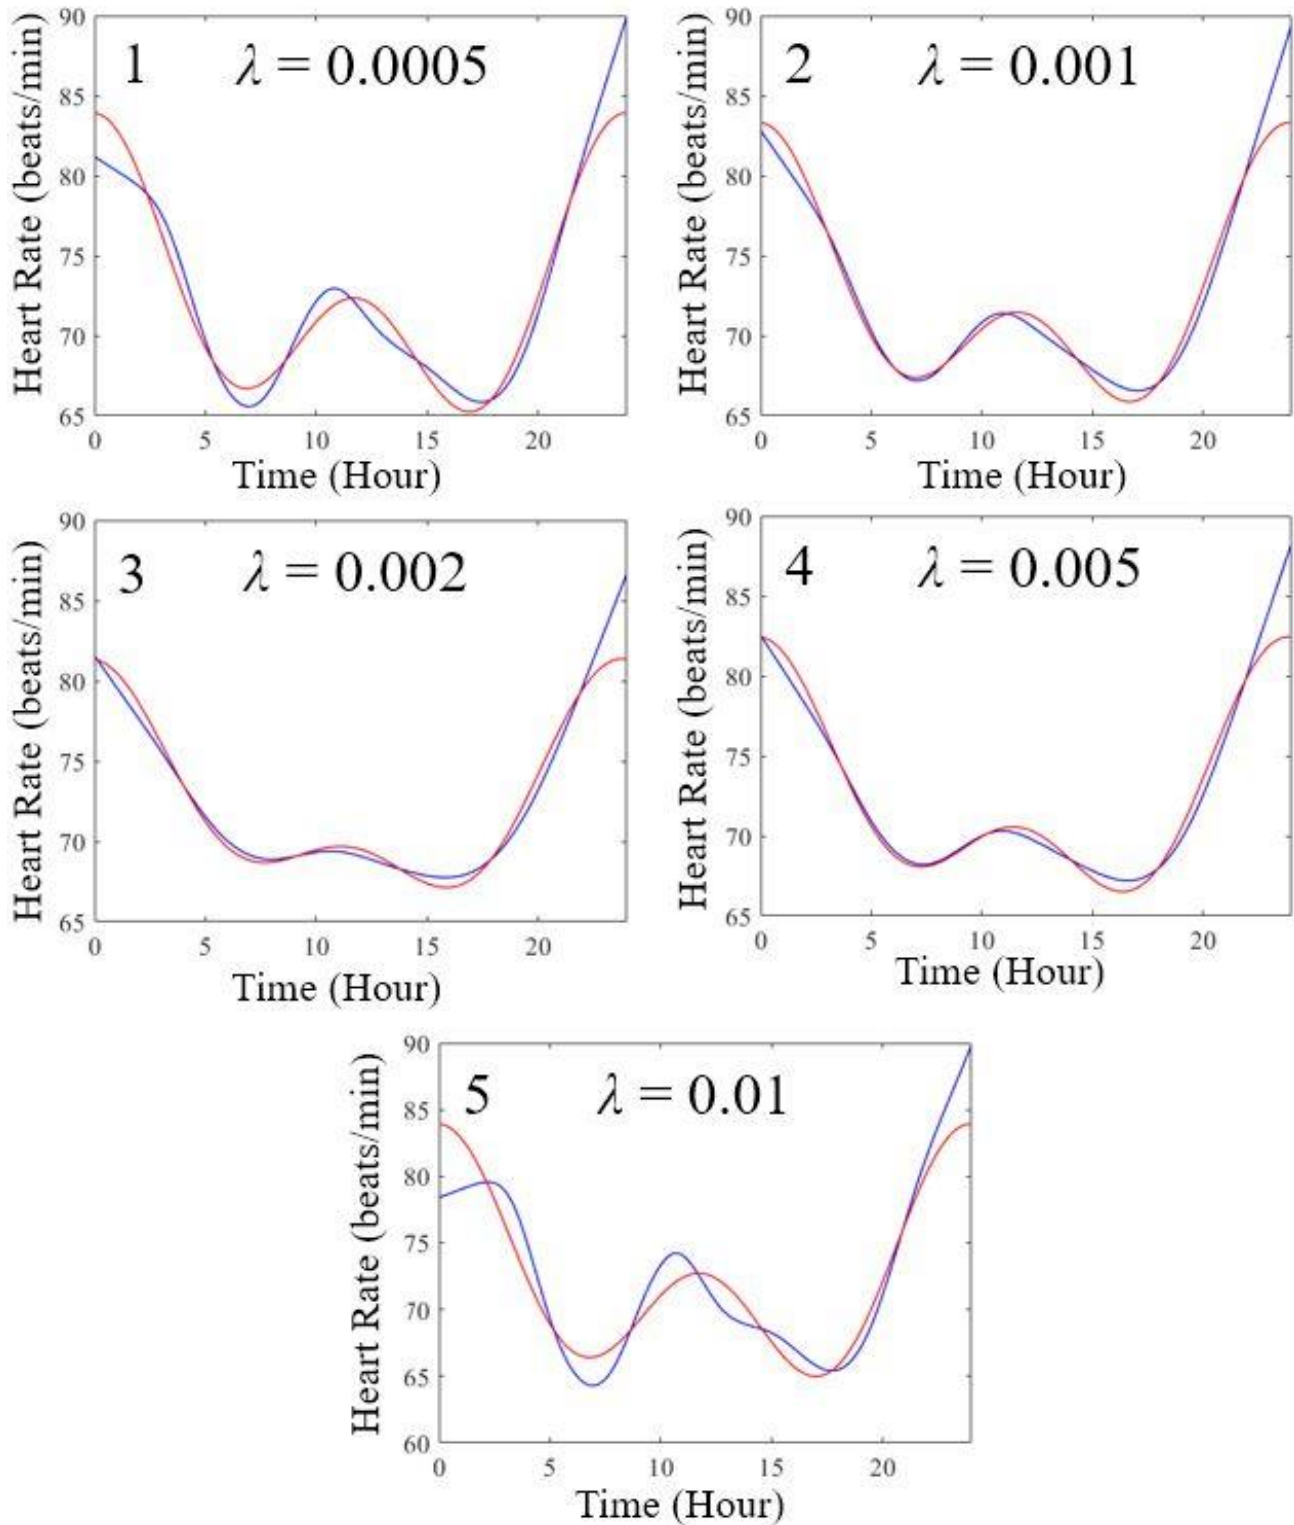 1 λ = 0.0005
Heart Rate (beats/min)
90
85
80
75
70
65
0 5 10 15 20
Time (Hour)
2 λ = 0.001
Heart Rate (beats/min)
90
85
80
75
70
65
0 5 10 15 20
Time (Hour)
3 λ = 0.002
Heart Rate (beats/min)
90
85
80
75
70
65
0 5 10 15 20
Time (Hour)
4 λ = 0.005
Heart Rate (beats/min)
90
85
80
75
70
65
0 5 10 15 20
Time (Hour)
5 λ = 0.01
Heart Rate (beats/min)
90
85
80
75
70
65
60
0 5 10 15 20
Time (Hour)